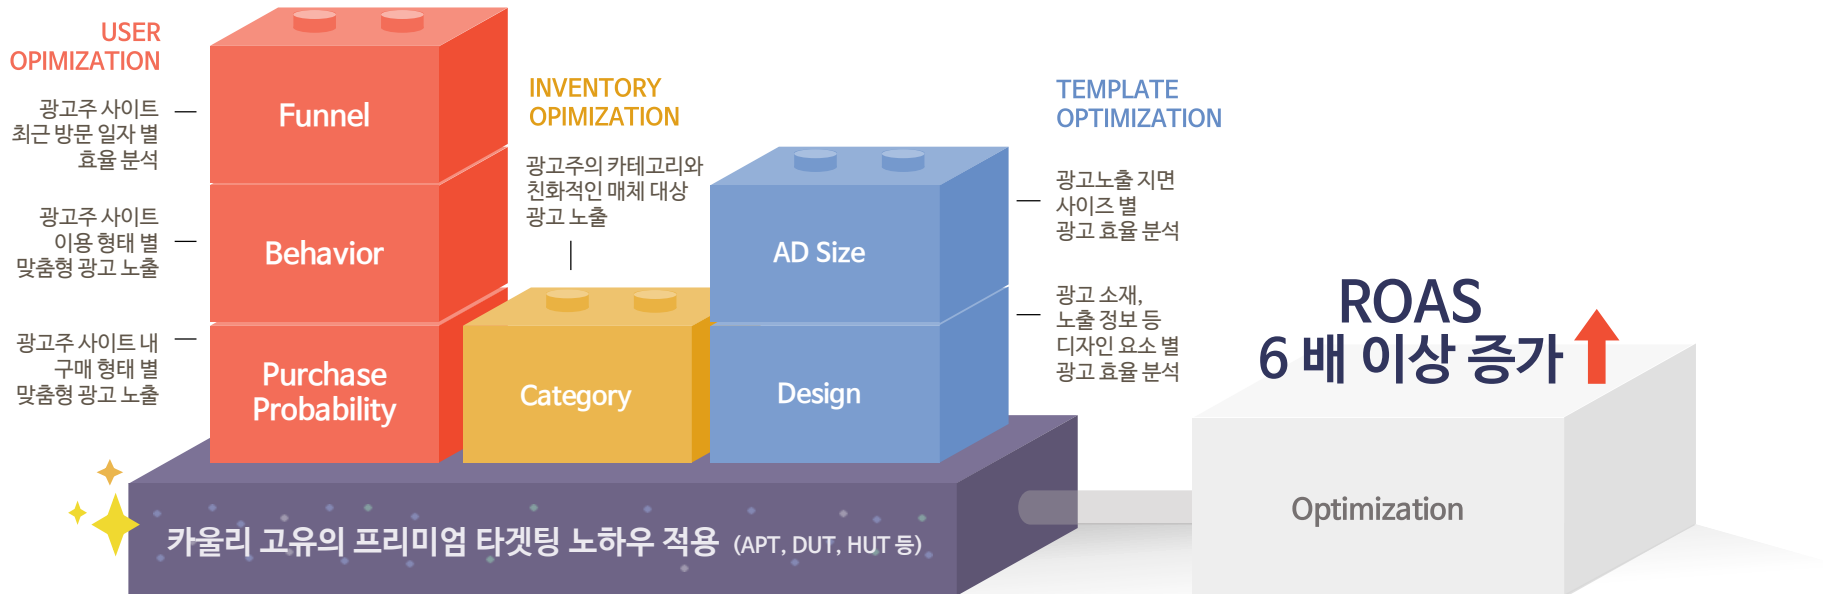 USER
OPIMIZATION
광고주 사이트
최근 방문 일자 별
효율 분석
광고주 사이트
이용 형태 별
맞춤형 광고 노출
광고주 사이트 내
구매 형태 별
맞춤형 광고 노출
Funnel
Behavior
Purchase
Probability
INVENTORY
OPIMIZATION
광고주의 카테고리와
친화적인 매체 대상
광고 노출
Category
TEMPLATE
OPTIMIZATION
광고노출 지면
사이즈 별
광고 효율 분석
광고 소재,
노출 정보 등
디자인 요소 별
광고 효율 분석
AD Size
Design
카울리 고유의 프리미엄 타겟팅 노하우 적용 (APT, DUT, HUT 등)
ROAS
6 배 이상 증가
Optimization